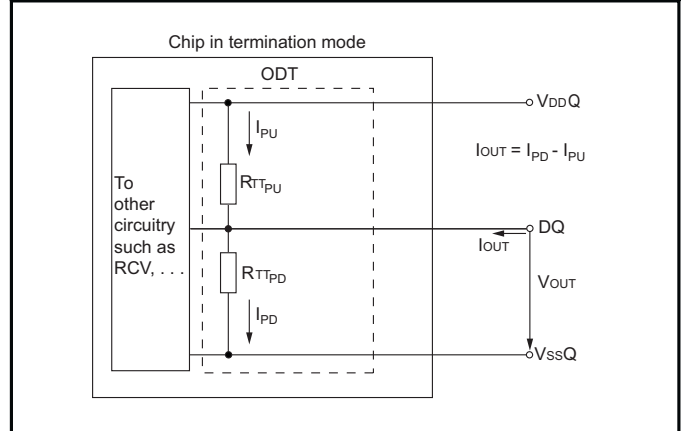 Chip in termination mode
ODT
VDDQ
IPU
IOUT = IPD - IPU
RTTPU
To
other
circuitry
such as
RCV, . . .
DQ
IOUT
RTTPD
VOUT
IPD
VSSQ